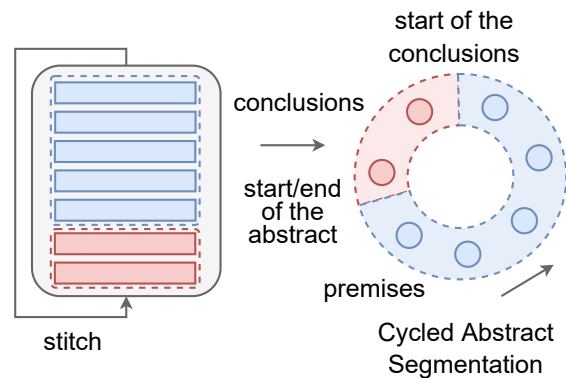 start of the
conclusions
conclusions
start/end
of the
abstract
premises
stitch
Cycled Abstract
Segmentation